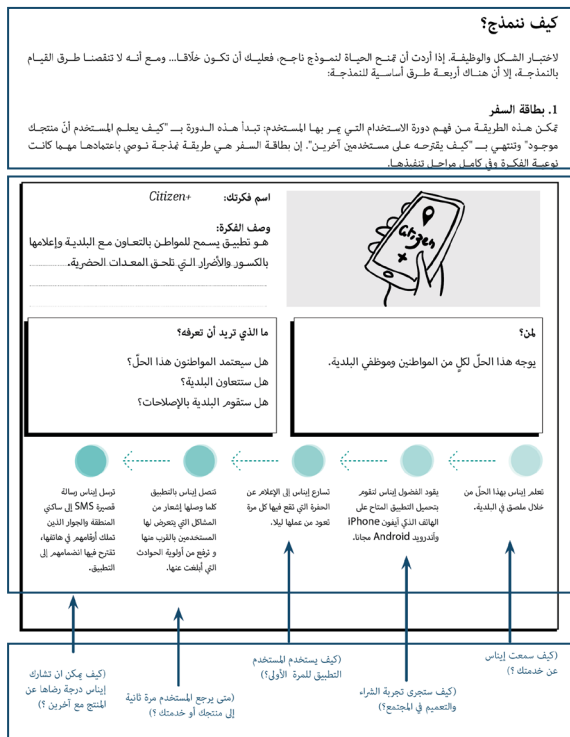 كيف ننمذج؟
لاختبار الشكل والوظيفة. إذا أردت أن تمنح الحياة لنموذج ناجح، فعليك أن تكون خلّاقا... ومع أنه لا تنقصنا طرق القيام
بالنمذجة، إلا أن هناك أربعة طرق أساسية للنمذجة:
1. بطاقة السفر
تمكن هذه الطريقة من فهم دورة الاستخدام التي يمر بها المستخدم: تبدأ هذه الدورة بـ "كيف يعلم المستخدم أنّ منتجك
موجود" وتنتهي بـ "كيف يقترحه على مستخدمين آخرين". إن بطاقة السفر هي طريقة نمذجة نوصي باعتمادها مهما كانت
نوعية الفكرة وفي كامل مراحل تنفيذها.
اسم فكرتك: Citizen+
وصف الفكرة:
هو تطبيق يسمح للمواطن بالتعاون مع البلدية وإعلامها
بالكسور والأضرار التي تلحق المعدات الحضرية.
Citizen
+
لمن؟
يوجه هذا الحلّ لكلٍ من المواطنين وموظفي البلدية.
ما الذي تريد أن تعرفه؟
هل سيعتمد المواطنون هذا الحلّ؟
هل ستتعاون البلدية؟
هل ستقوم البلدية بالإصلاحات؟
تعلم إيناس بهذا الحلّ من
خلال ملصق في البلدية.
يقود الفضول إيناس لتقوم
بتحميل التطبيق المتاح على
الهاتف الذكي أيفون iPhone
وأندرويد Android مجانا.
تسارع إيناس إلى الإعلام عن
الحفرة التي تقع فيها كل مرة
تعود من عملها ليلا.
تتصل إيناس بالتطبيق
كلما وصلها إشعار من
المشاكل التي يتعرض لها
المستخدمين بالقرب منها
و ترفع من أولوية الحوادث
التي أبلغت عنها.
ترسل إيناس رسالة
قصيرة SMS إلى ساكني
المنطقة والجوار الذين
تملك أرقامهم في هاتفها،
تقترح فيها انضمامهم إلى
التطبيق.
(كيف سمعت إيناس
عن خدمتك ؟)
(كيف ستجرى تجربة الشراء
والتعميم في المجتمع؟)
(كيف يستخدم المستخدم
التطبيق للمرة الأولى؟)
(متى يرجع المستخدم مرة ثانية
إلى منتجك أو خدمتك ؟)
(كيف يمكن ان تشارك
إيناس درجة رضاها عن
المنتج مع آخرين ؟)